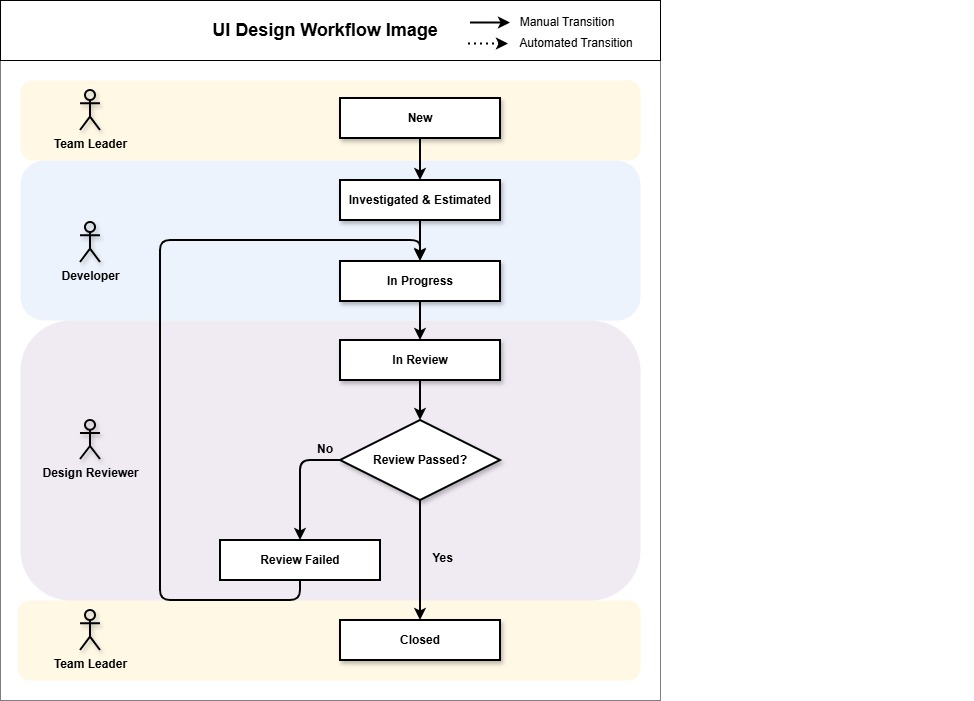 UI Design Workflow Image
Manual Transition
Automated Transition
Team Leader
New
Investigated & Estimated
Developer
In Progress
In Review
Design Reviewer
No
Review Passed?
Review Failed
Yes
Team Leader
Closed